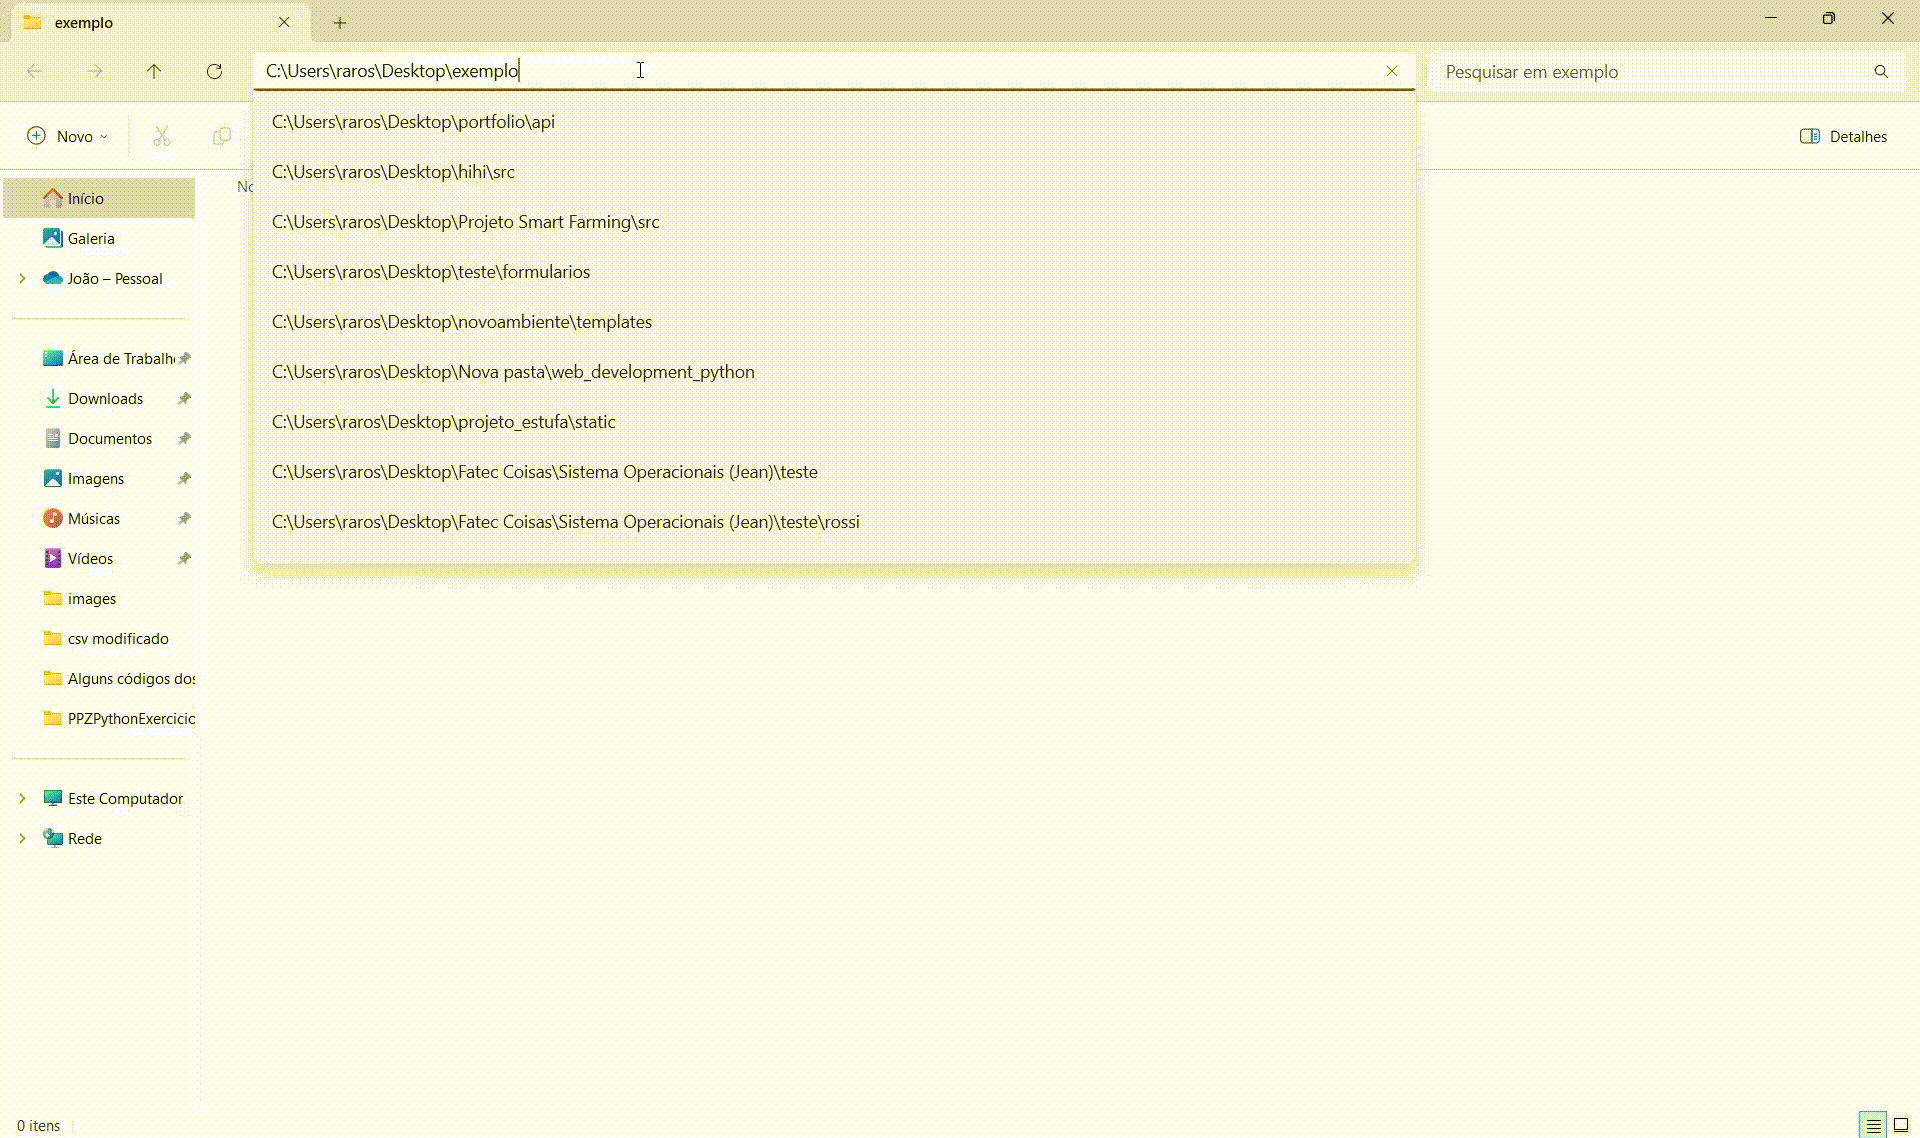 exemplo
C:\Users\raros\Desktop\exemplo
Pesquisar em exemplo
Novo
Detalhes
C:\Users\raros\Desktop\portfolio\api
C:\Users\raros\Desktop\hihi\src
C:\Users\raros\Desktop\Projeto Smart Farming\src
C:\Users\raros\Desktop\teste\formularios
C:\Users\raros\Desktop\novoambiente\templates
C:\Users\raros\Desktop\Nova pasta\web_development_python
C:\Users\raros\Desktop\projeto_estufa\static
C:\Users\raros\Desktop\Fatec Coisas\Sistema Operacionais (Jean)\teste
C:\Users\raros\Desktop\Fatec Coisas\Sistema Operacionais (Jean)\teste\rossi
No
Início
Galeria
João – Pessoal
Área de Trabalh
Downloads
Documentos
Imagens
Músicas
Vídeos
images
csv modificado
Alguns códigos dos
PPZPythonExercicio
Este Computador
Rede
0 itens